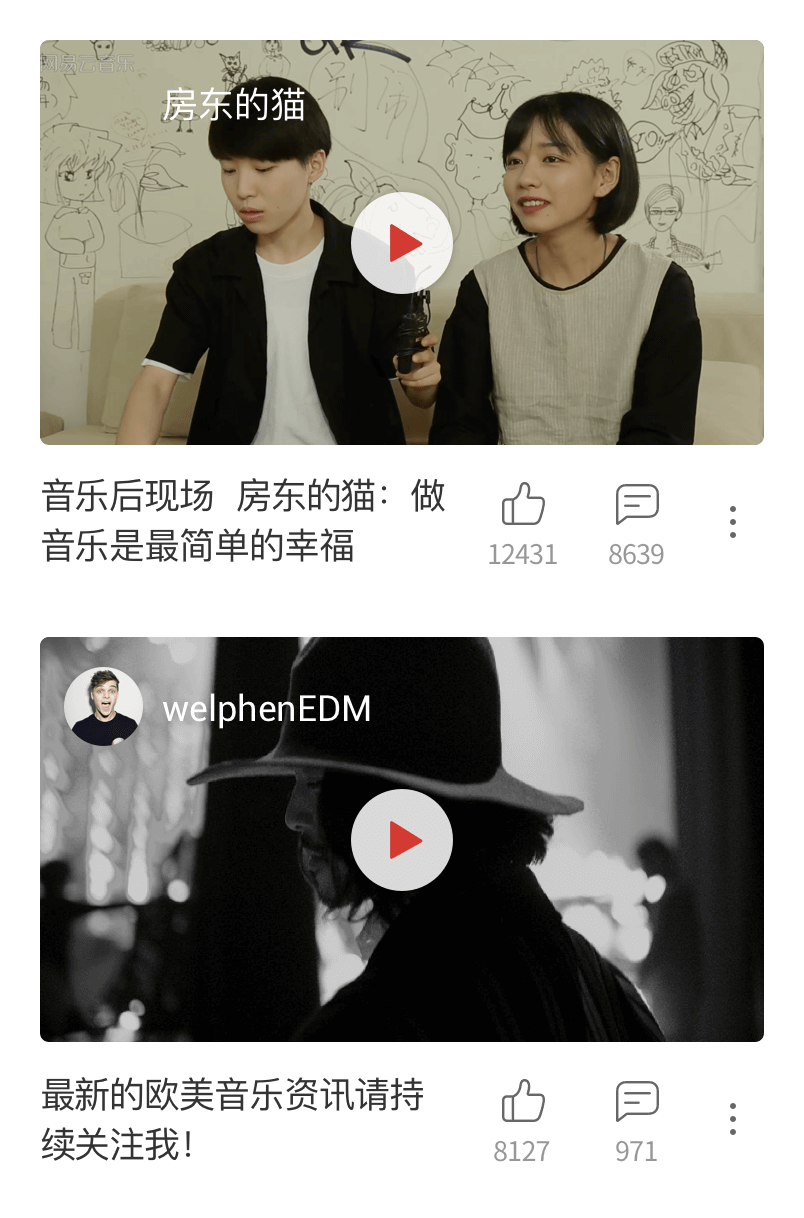 网易云音乐
房东的猫
音乐后现场 房东的猫：做
音乐是最简单的幸福
12431
8639
welphenEDM
最新的欧美音乐资讯请持
续关注我！
8127
971